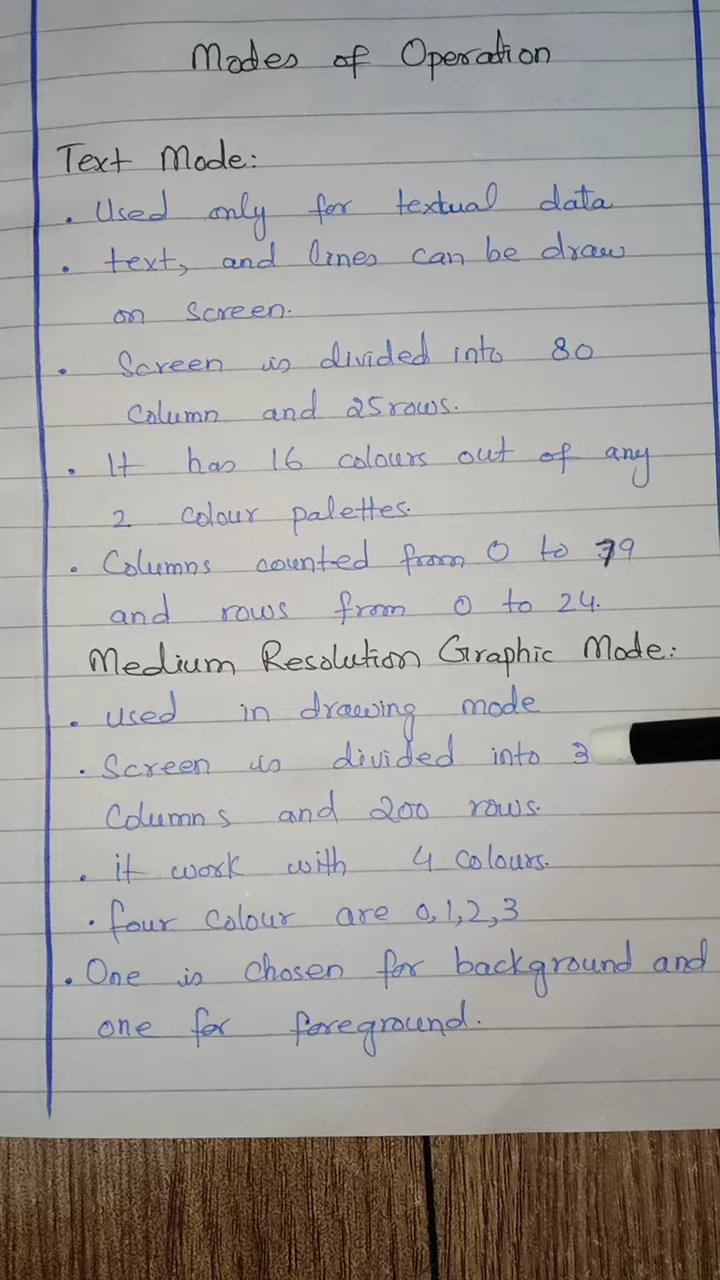 Modes of Operation
Text Mode:
. Used only for textual data
. text, and lines can be draw
on screen.
. Screen is divided into 80
Column and 25 rows.
. It has 16 colours out of any
2 colour palettes.
. Columns counted from 0 to 79
and rows from 0 to 24.
Medium Resolution Graphic Mode:
. used in drawing mode
. Screen is divided into 3
Columns and 200 rows.
. it work with 4 colours.
. four colour are 0,1,2,3
. One is chosen for background and
one for foreground.